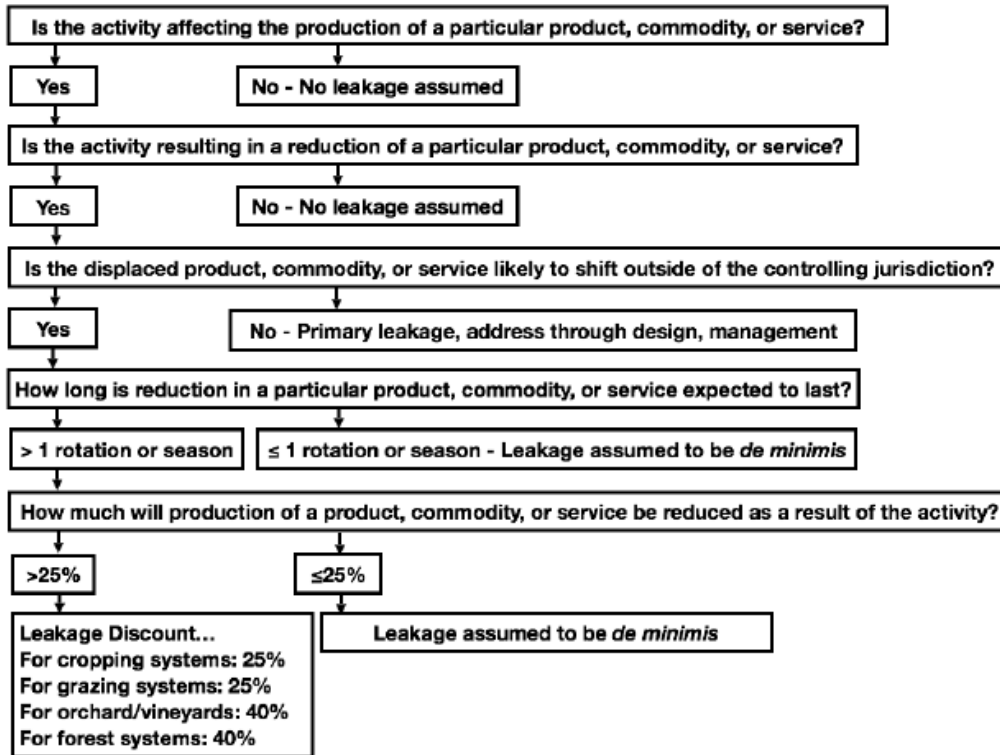 Is the activity affecting the production of a particular product, commodity, or service?
Yes
No - No leakage assumed
Is the activity resulting in a reduction of a particular product, commodity, or service?
Yes
No - No leakage assumed
Is the displaced product, commodity, or service likely to shift outside of the controlling jurisdiction?
Yes
No - Primary leakage, address through design, management
How long is reduction in a particular product, commodity, or service expected to last?
> 1 rotation or season
≤ 1 rotation or season - Leakage assumed to be de minimis
How much will production of a product, commodity, or service be reduced as a result of the activity?
>25%
≤25%
Leakage Discount...
For cropping systems: 25%
For grazing systems: 25%
For orchard/vineyards: 40%
For forest systems: 40%
Leakage assumed to be de minimis